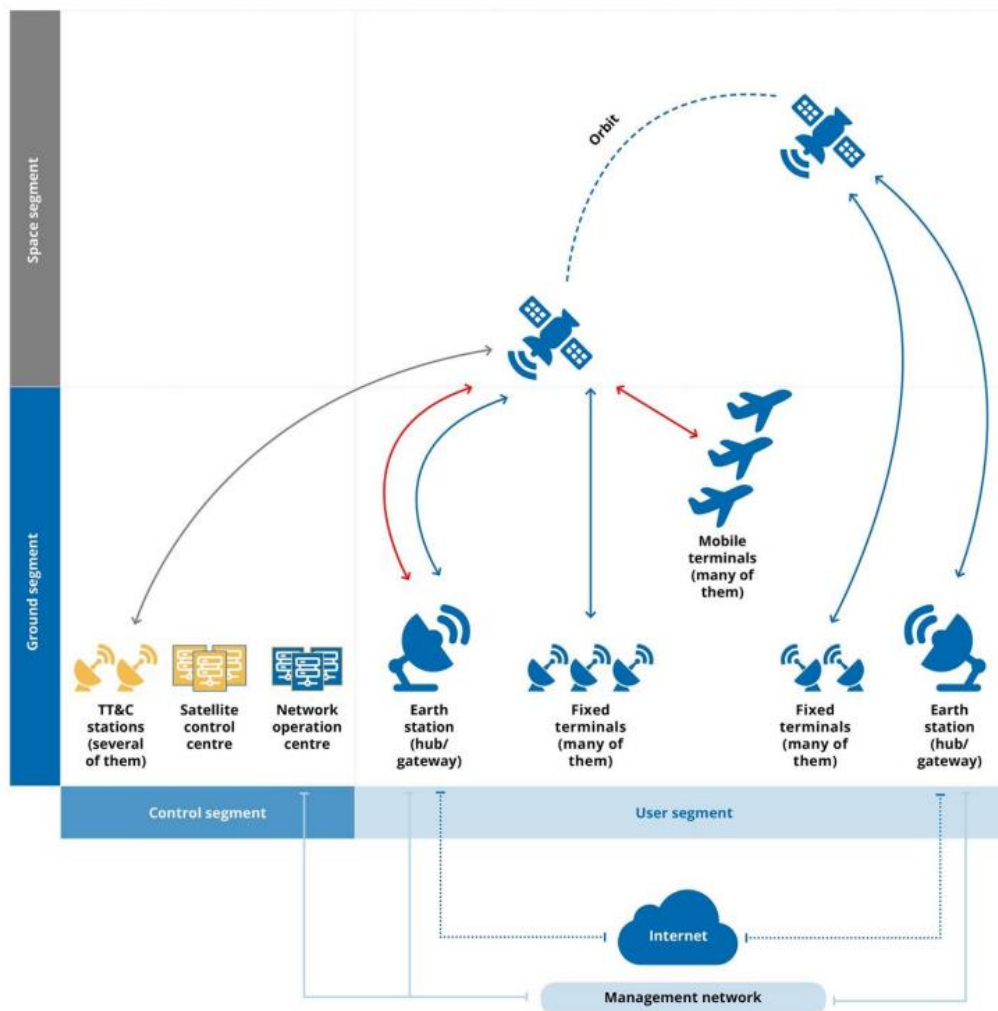 Space segment
Orbit
Ground segment
Mobile
terminals
(many of
them)
TT&C
stations
(several
of them)
Satellite
control
centre
Network
operation
centre
Earth
station
(hub/
gateway)
Fixed
terminals
(many of
them)
Fixed
terminals
(many of
them)
Earth
station
(hub/
gateway)
Control segment
User segment
Internet
Management network